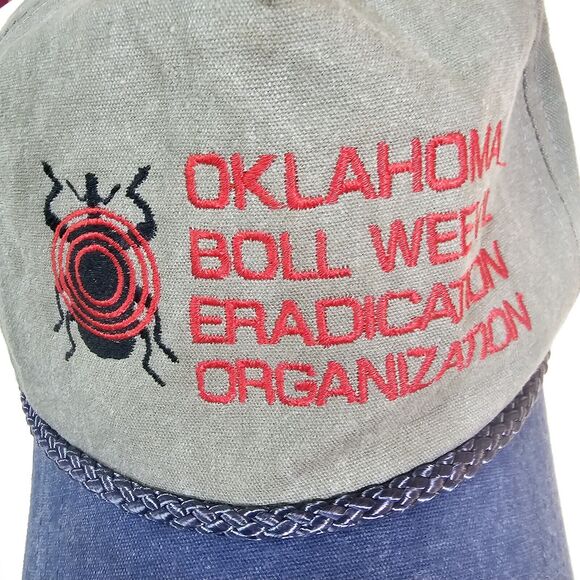 OKLAHOMA
BOLL WEEVIL
ERADICATION
ORGANIZATION